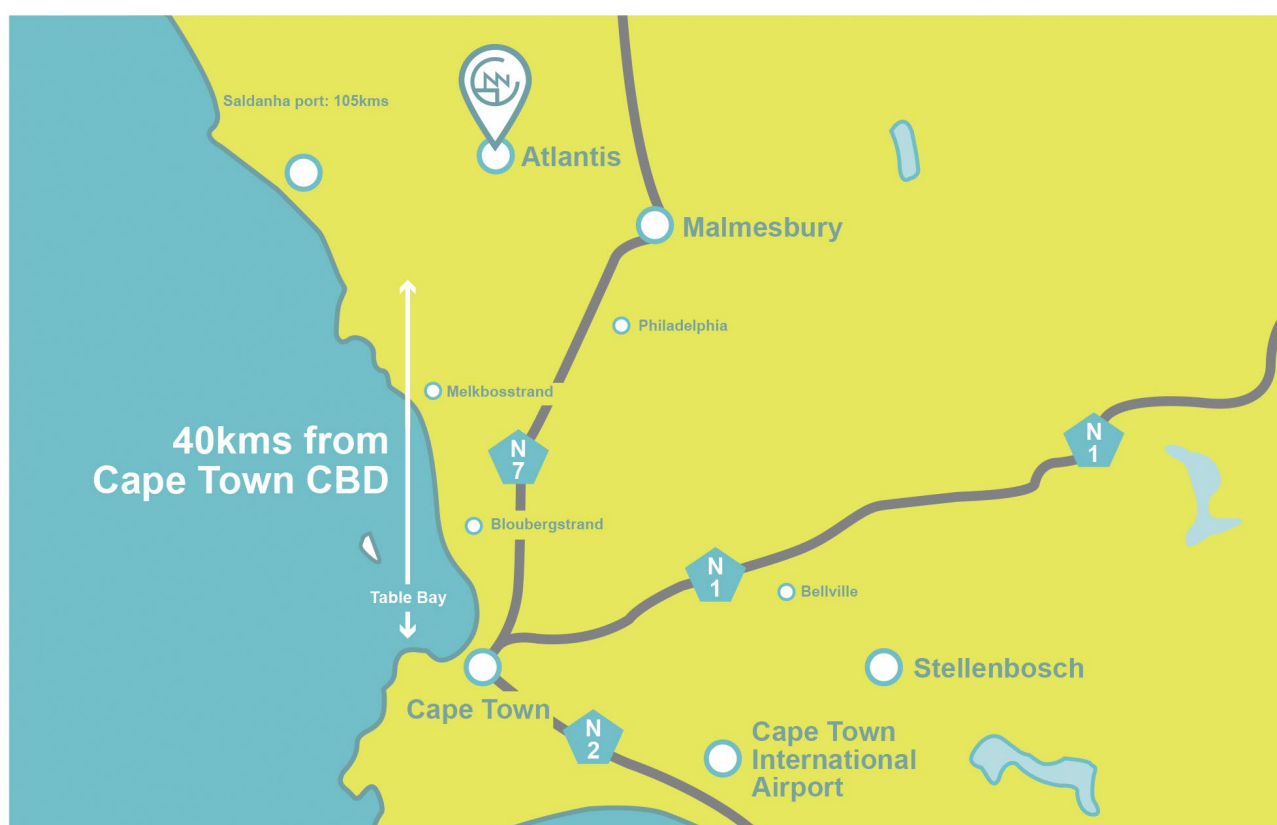 Saldanha port: 105kms
Atlantis
Malmesbury
Philadelphia
Melkbosstrand
40kms from
Cape Town CBD
N
7
N
1
Bloubergstrand
N
1
Table Bay
Bellville
Stellenbosch
Cape Town
N
2
Cape Town
International
Airport